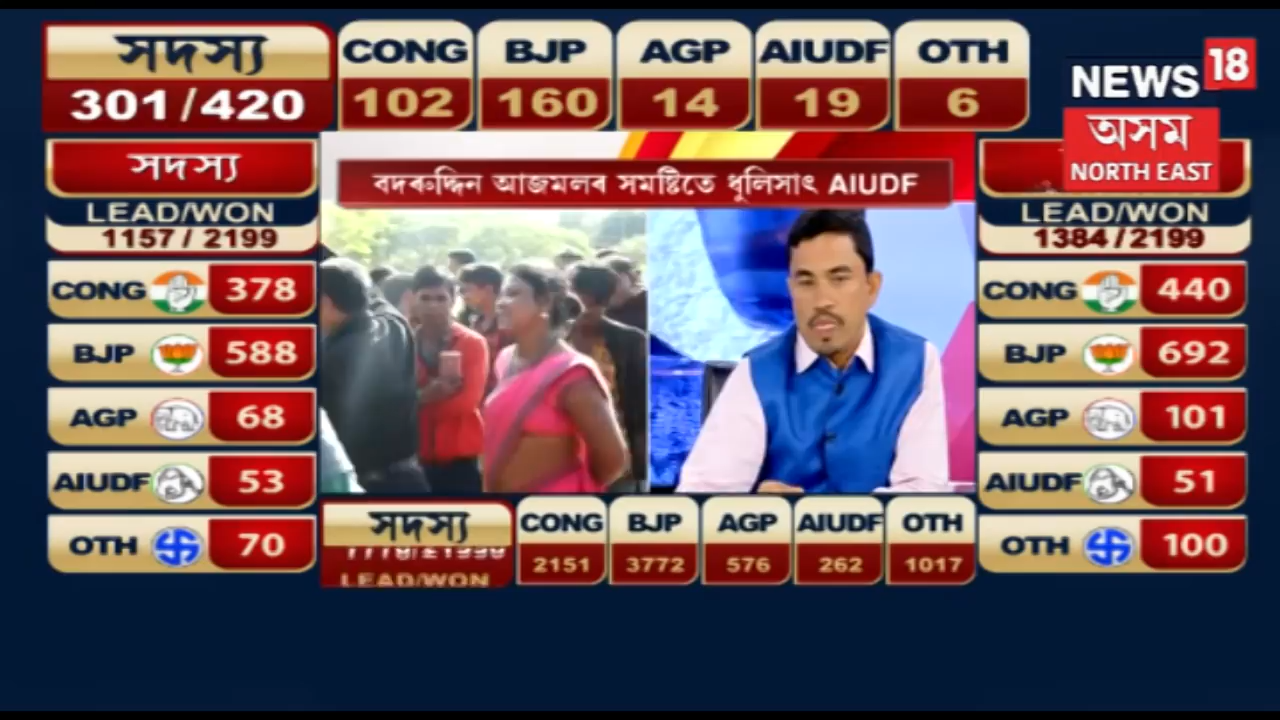 সদস্য
301/420
CONG
102
BJP
160
AGP
14
AIUDF
19
OTH
6
NEWS
18
অসম
NORTH EAST
সদস্য
LEAD/WON
1157 / 2199
CONG 378
BJP 588
AGP 68
AIUDF 53
OTH 70
বদৰুদ্দিন আজমলৰ সমষ্টিতে ধুলিসাৎ AIUDF
LEAD/WON
1384 / 2199
CONG 440
BJP 692
AGP 101
AIUDF 51
OTH 100
সদস্য
LEAD/WON
CONG
2151
BJP
3772
AGP
576
AIUDF
262
OTH
1017